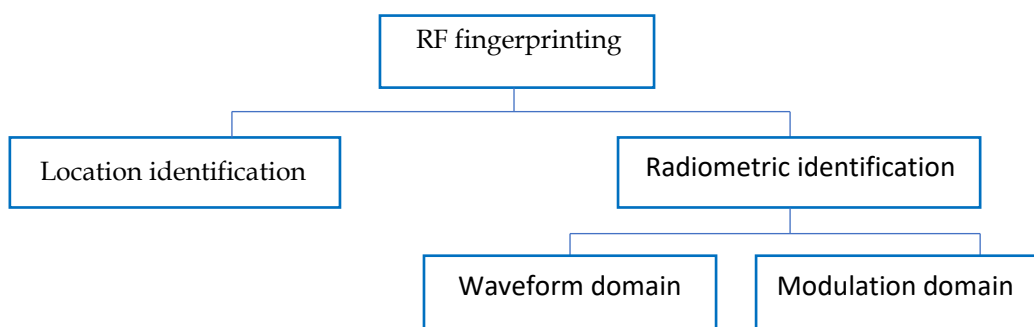 RF fingerprinting
Location identification
Radiometric identification
Waveform domain
Modulation domain